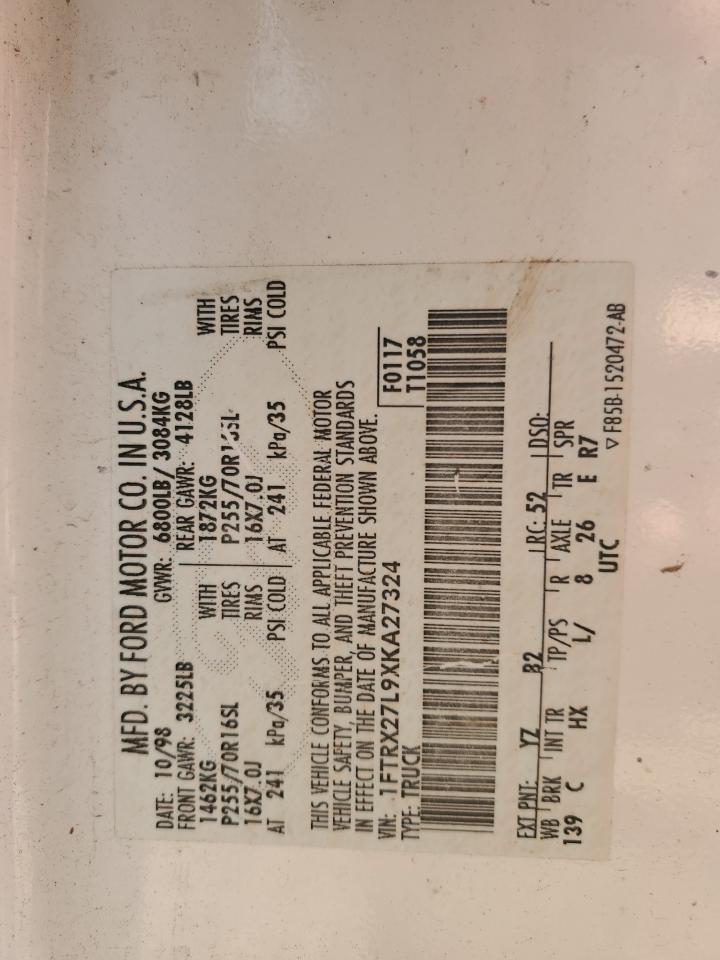 MFD. BY FORD MOTOR CO. IN U.S.A.
DATE: 10/98 GVWR: 6800LB/ 3084KG
FRONT GAWR: 3225LB REAR GAWR: 4128LB
1462KG WITH 1872KG WITH
P255/70R16SL TIRES P255/70R16SL TIRES
16X7.0J RIMS 16X7.0J RIMS
AT 241 kPa/35 PSI COLD AT 241 kPa/35 PSI COLD
THIS VEHICLE CONFORMS TO ALL APPLICABLE FEDERAL MOTOR
VEHICLE SAFETY, BUMPER, AND THEFT PREVENTION STANDARDS
IN EFFECT ON THE DATE OF MANUFACTURE SHOWN ABOVE.
VIN: 1FTRX27L9XKA27324 F0117
TYPE: TRUCK T1058
EXT PNT: YZ B2 RC: 52 DSO:
WB BRK INT TR TP/PS R AXLE TR SPR
139 C HX L/ 8 26 E R7
UTC ▽ F85B-1520472-AB